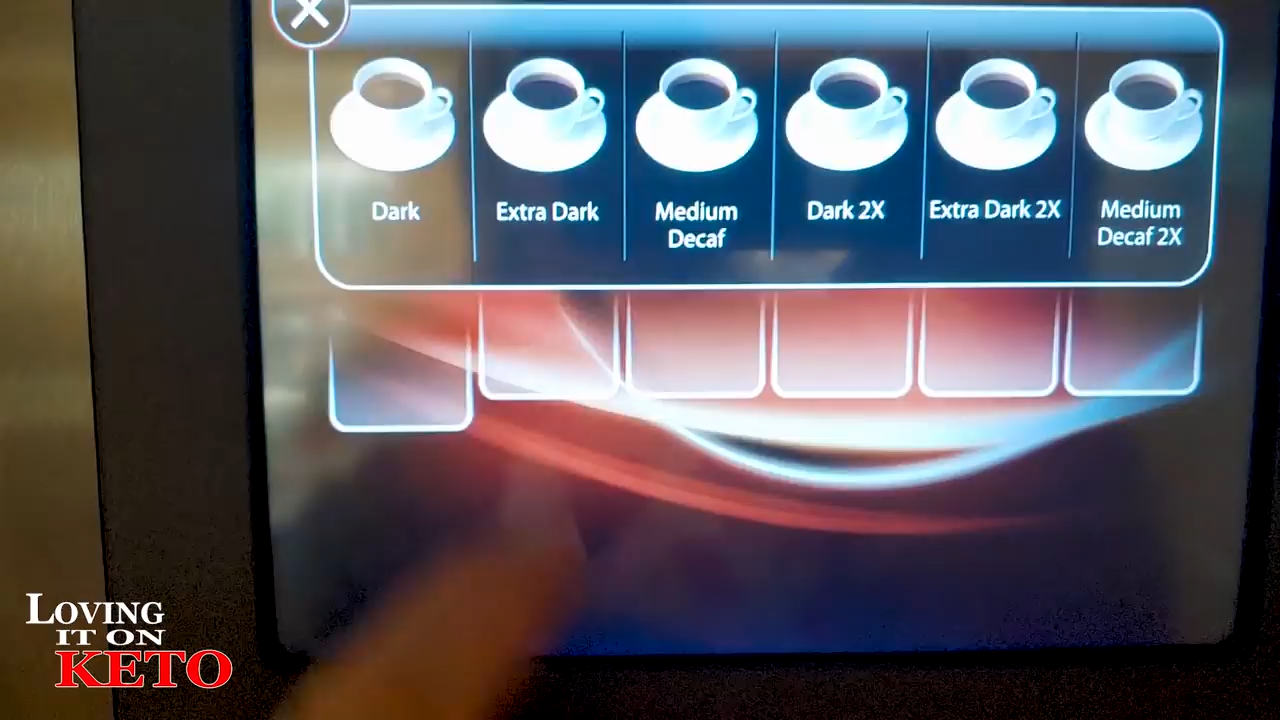 Dark
Extra Dark
Medium
Decaf
Dark 2X
Extra Dark 2X
Medium
Decaf 2X
LOVING
IT ON
KETO